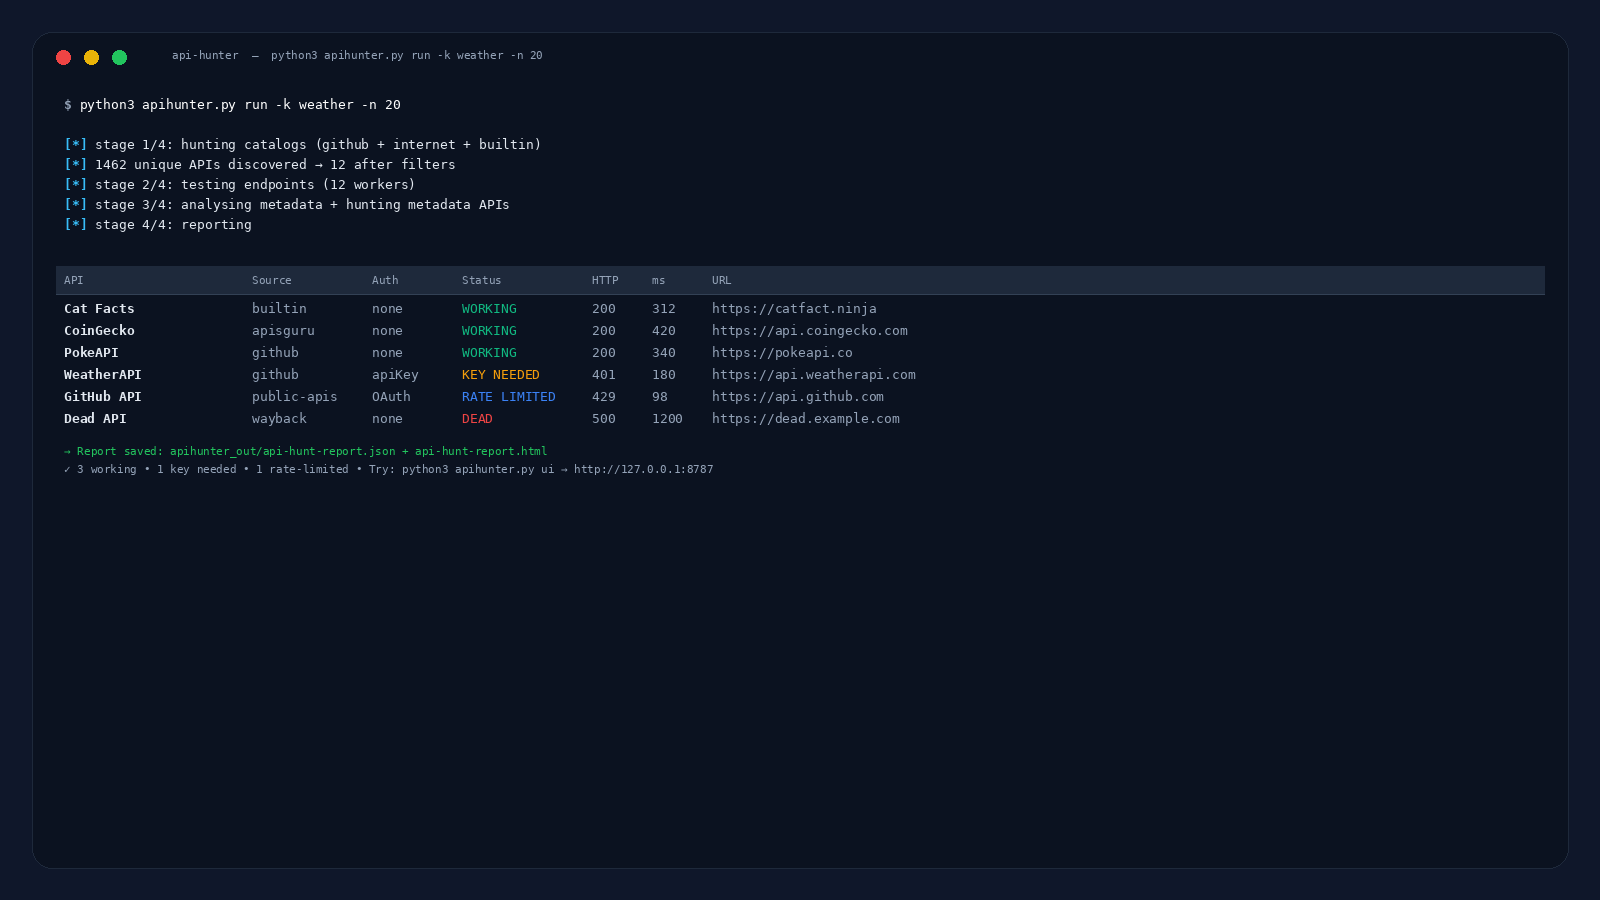 api-hunter — python3 apihunter.py run -k weather -n 20
$ python3 apihunter.py run -k weather -n 20
[*] stage 1/4: hunting catalogs (github + internet + builtin)
[*] 1462 unique APIs discovered → 12 after filters
[*] stage 2/4: testing endpoints (12 workers)
[*] stage 3/4: analysing metadata + hunting metadata APIs
[*] stage 4/4: reporting
API Source Auth Status HTTP ms URL
Cat Facts builtin none WORKING 200 312 https://catfact.ninja
CoinGecko apisguru none WORKING 200 420 https://api.coingecko.com
PokeAPI github none WORKING 200 340 https://pokeapi.co
WeatherAPI github apiKey KEY NEEDED 401 180 https://api.weatherapi.com
GitHub API public-apis OAuth RATE LIMITED 429 98 https://api.github.com
Dead API wayback none DEAD 500 1200 https://dead.example.com
→ Report saved: apihunter_out/api-hunt-report.json + api-hunt-report.html
✓ 3 working • 1 key needed • 1 rate-limited • Try: python3 apihunter.py ui → http://127.0.0.1:8787